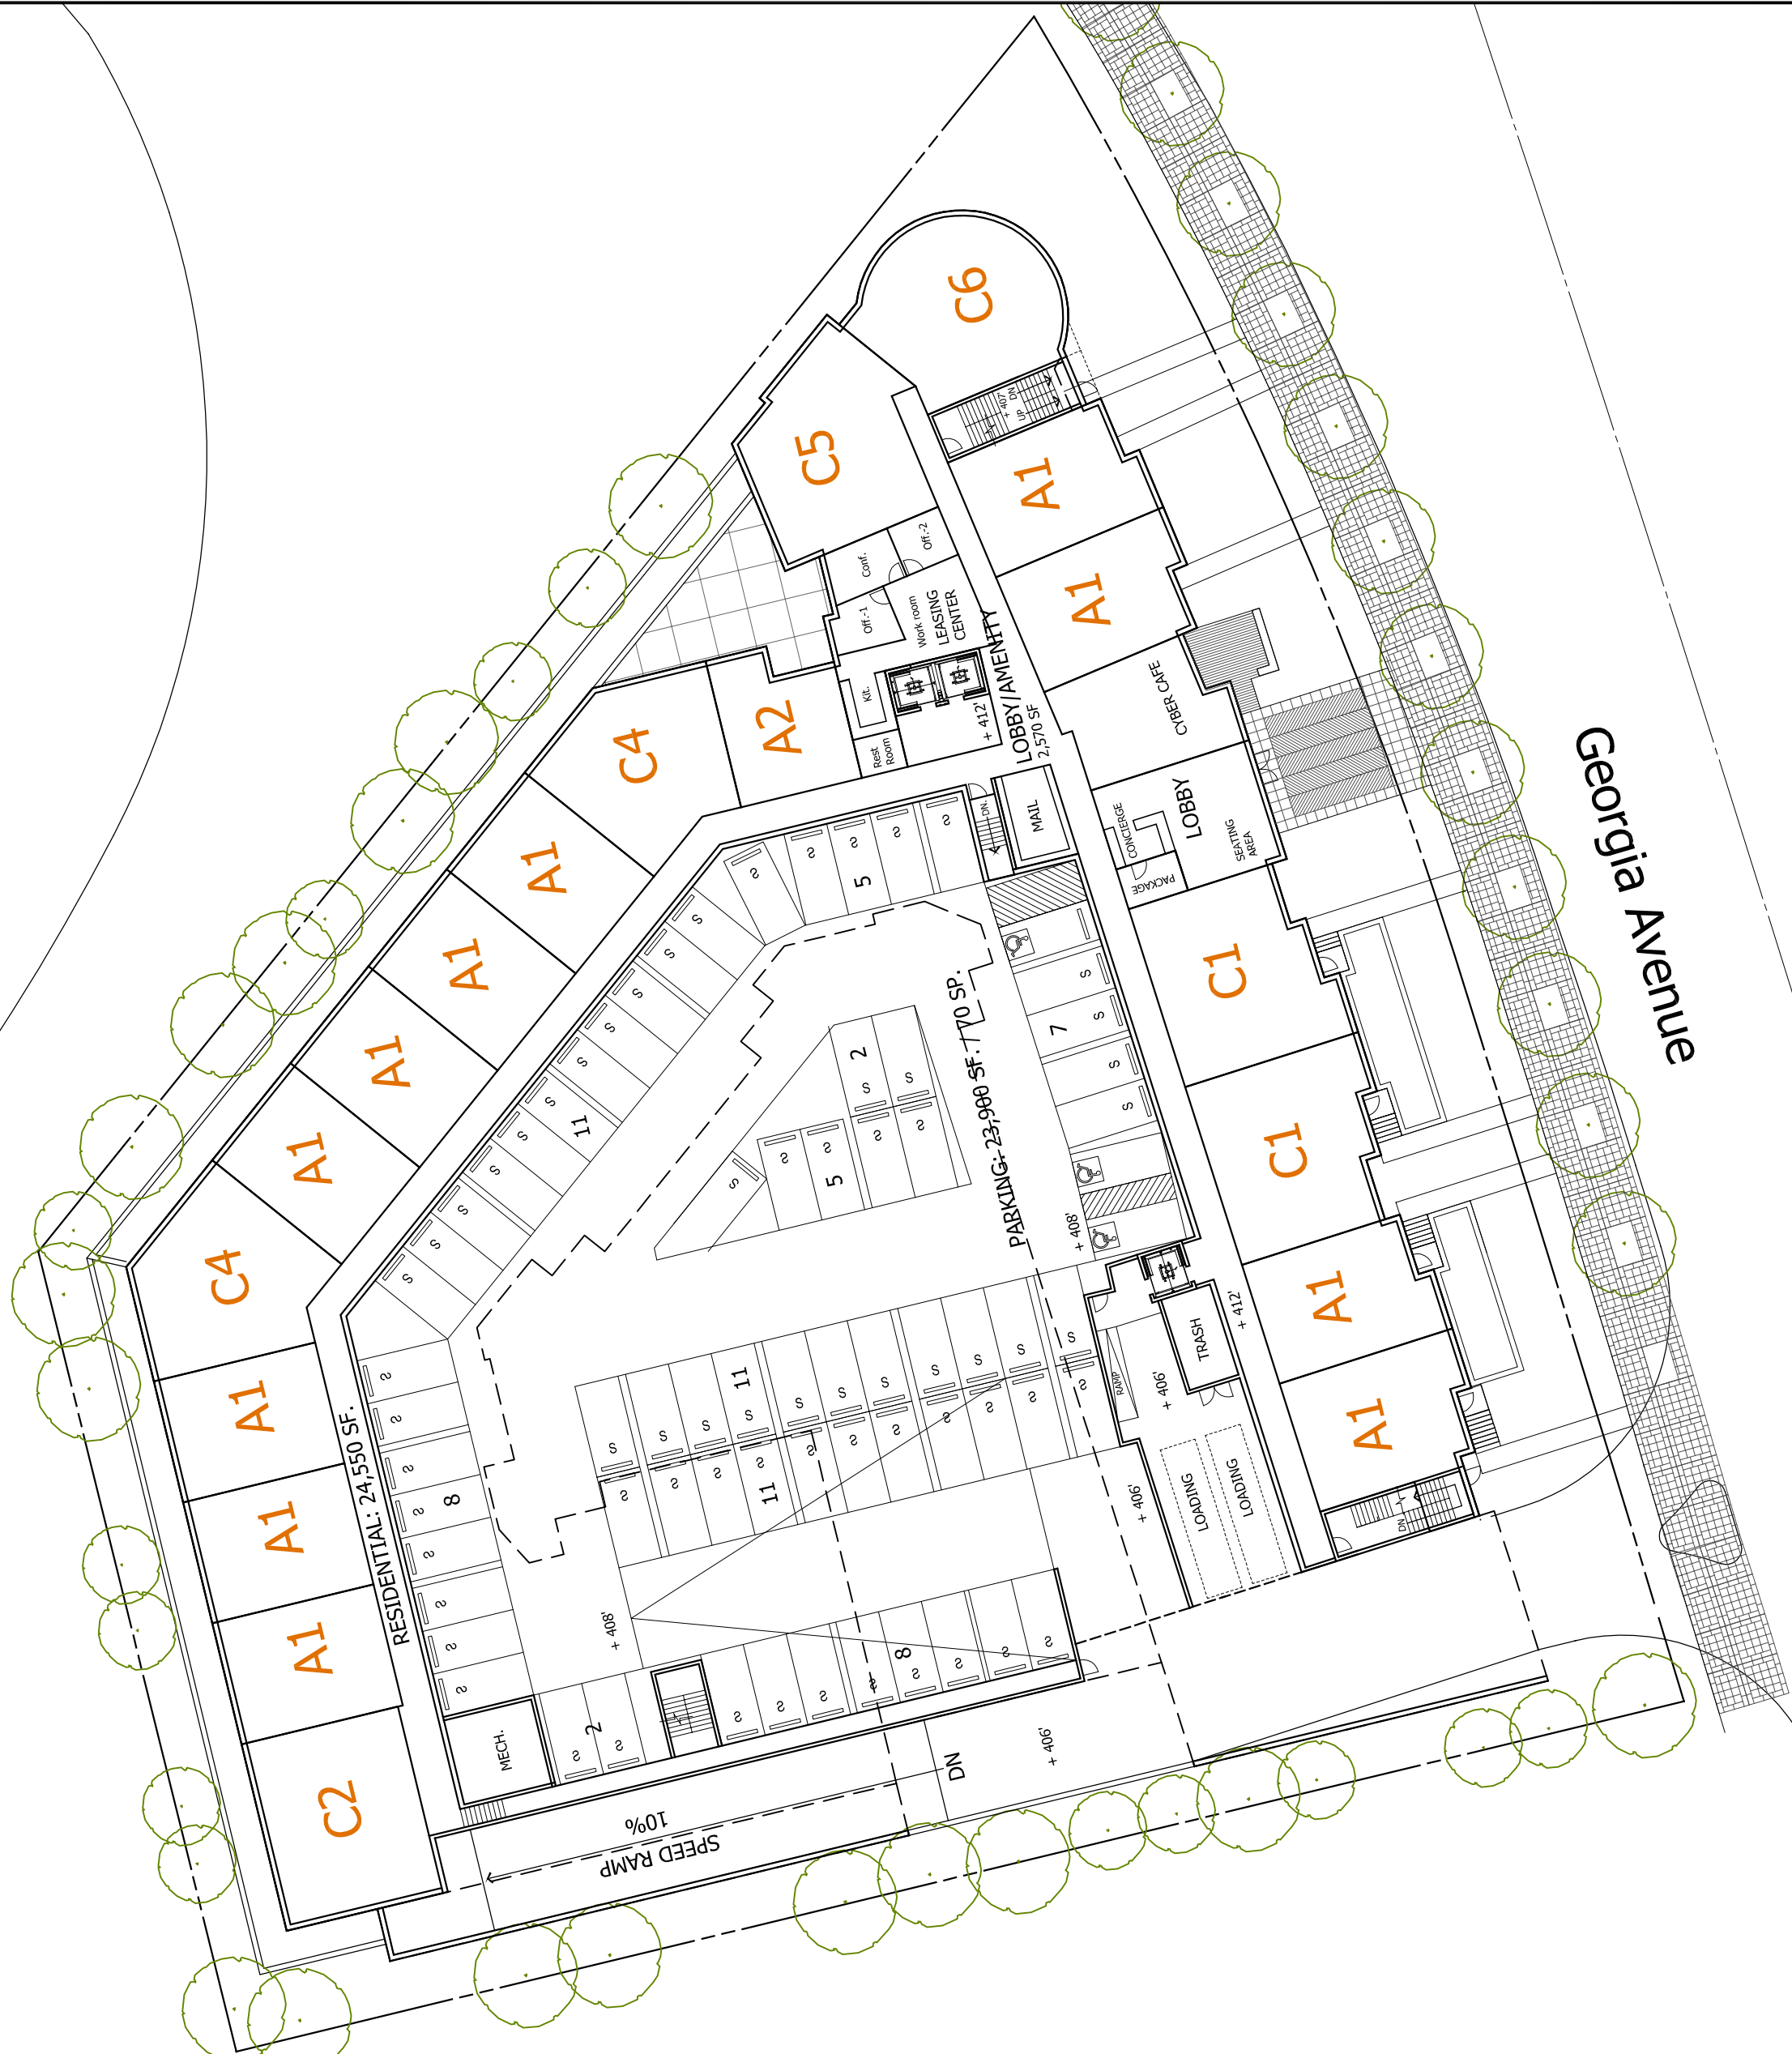 C6
+ 407'
DN
UP
C5
A1
Off.-2
Conf.
A1
Off.-1
Work room
LEASING
CENTER
LOBBY/AMENITY
2,570 SF
CYBER CAFE
Kit.
+ 412'
Rest
Room
A2
C4
DN.
MAIL
CONCIERGE
LOBBY
SEATING
AREA
PACKAGE
Georgia Avenue
A1
S
S
S
S
S
5
S
S
S
S
S
S
S
S
S
S
S
11
A1
A1
A1
C4
PARKING: 23,900 SF. / 70 SP.
2
S
S
S
S
S
S
S
5
S
S
S
S
7
C1
C1
+ 408'
TRASH
+ 412'
A1
A1
RAMP
+ 406'
LOADING
LOADING
+ 406'
DN
S
S
S
S
S
S
S
S
S
S
S
11
S
S
S
S
S
S
S
S
S
S
S
11
A1
A1
A1
C2
RESIDENTIAL: 24,550 SF.
S
S
S
S
S
S
S
S
8
+ 408'
MECH.
S
S
2
S
S
S
S
S
S
S
S
8
DN
+ 406'
10%
SPEED RAMP